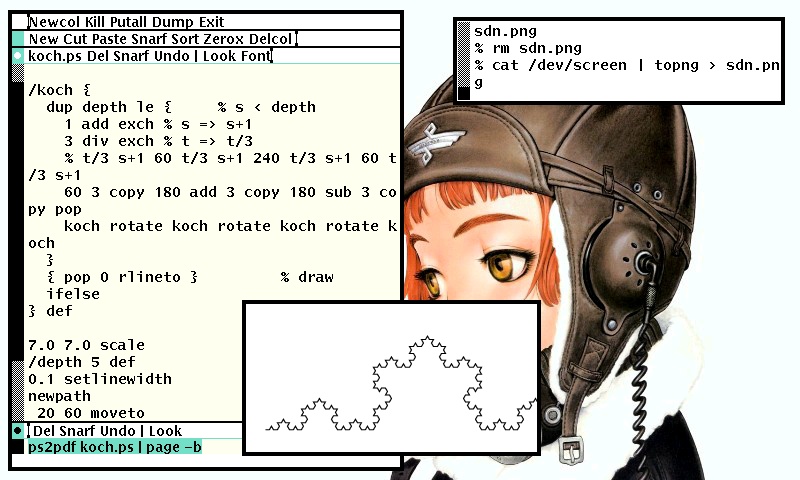 Newcol Kill Putall Dump Exit
New Cut Paste Snarf Sort Zerox Delcol
koch.ps Del Snarf Undo | Look Font
/koch {
  dup depth le {     % s < depth
    1 add exch % s => s+1
    3 div exch % t => t/3
    % t/3 s+1 60 t/3 s+1 240 t/3 s+1 60 t
/3 s+1
    60 3 copy 180 add 3 copy 180 sub 3 co
py pop
    koch rotate koch rotate koch rotate k
och
  }
  { pop 0 rlineto }         % draw
  ifelse
} def

7.0 7.0 scale
/depth 5 def
0.1 setlinewidth
newpath
 20 60 moveto
Del Snarf Undo | Look
ps2pdf koch.ps | page -b
sdn.png
% rm sdn.png
% cat /dev/screen | topng > sdn.pn
g